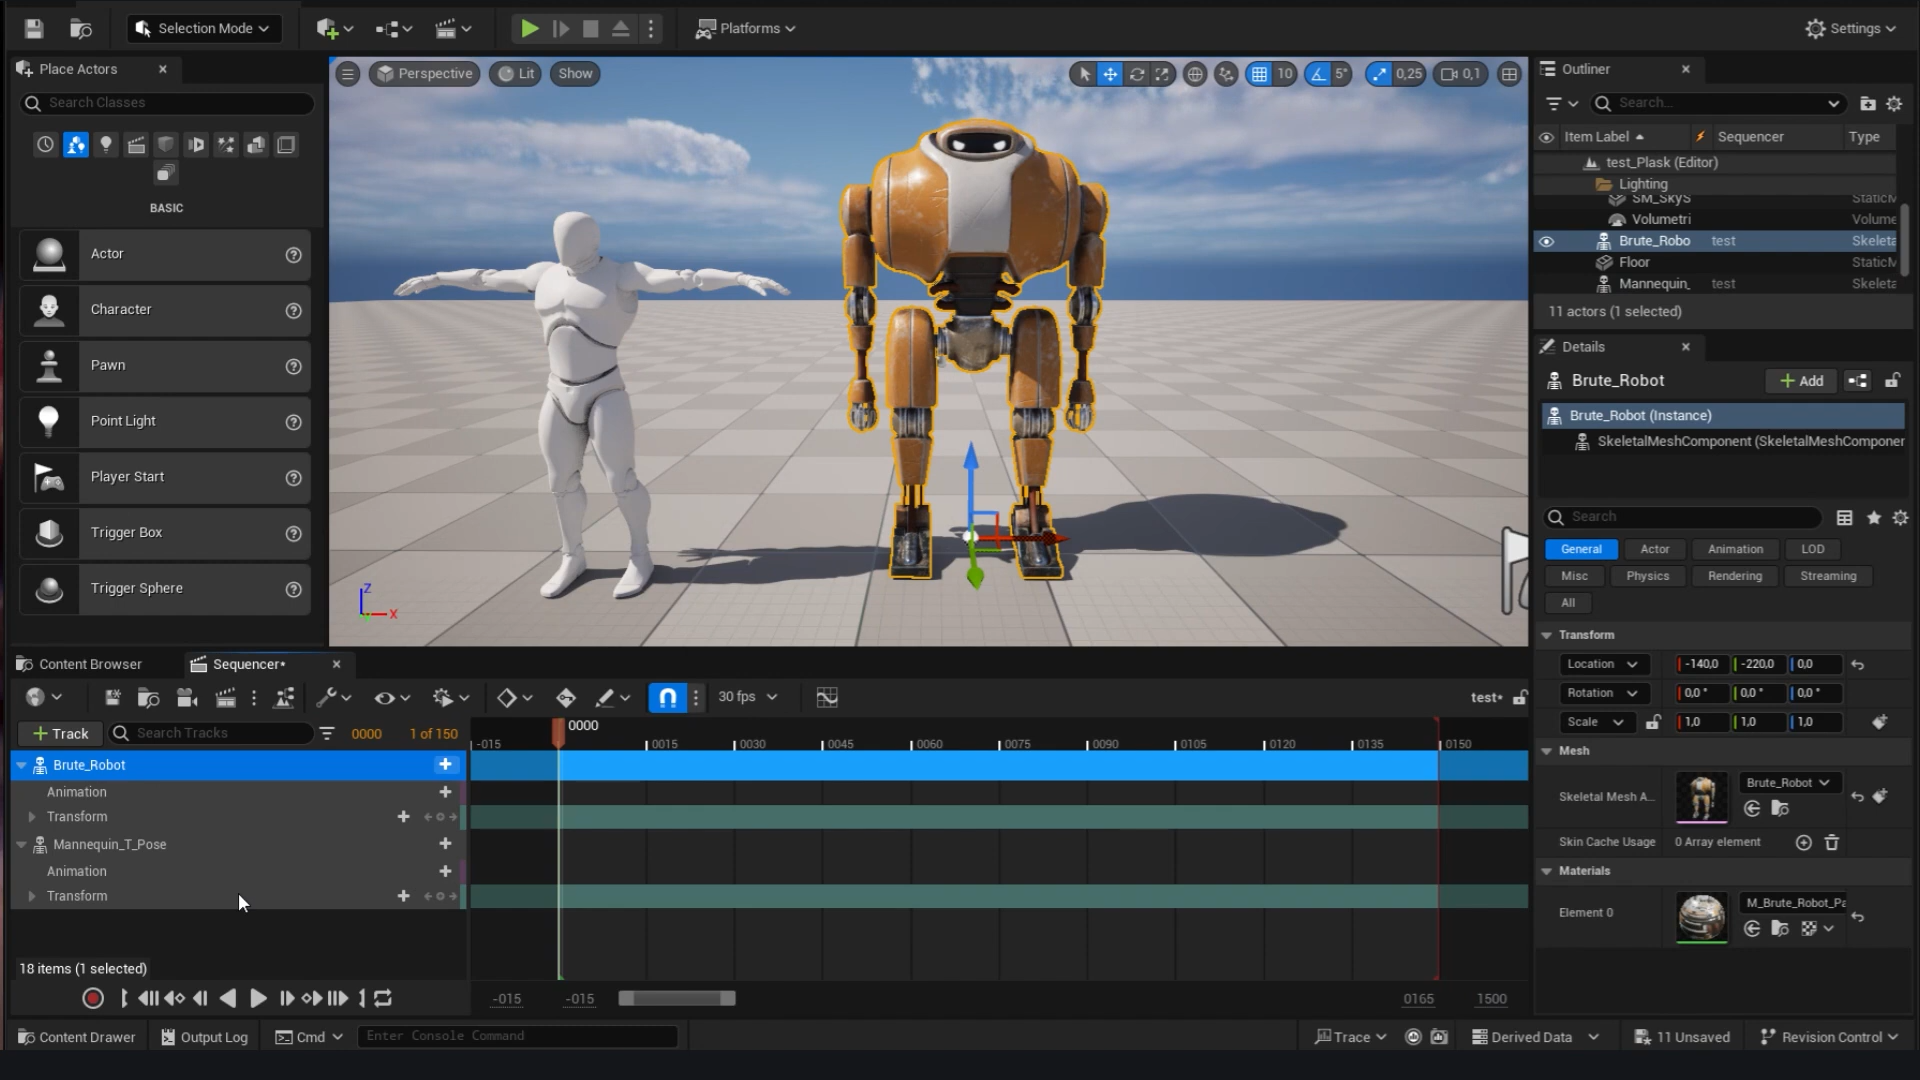 Selection Mode
Platforms
Settings
Place Actors
Search Classes
BASIC
Actor
Character
Pawn
Point Light
Player Start
Trigger Box
Trigger Sphere
Perspective
Lit
Show
10
5°
0,25
0,1
Z
X
Outliner
Search...
Item Label
Sequencer
Type
test_Plask (Editor)
Lighting
SM_SkyS
StaticM
Volumetri
Volume
Brute_Robo
test
Skeleta
Floor
StaticM
Mannequin_
test
Skeleta
11 actors (1 selected)
Details
Brute_Robot
Add
Brute_Robot (Instance)
SkeletalMeshComponent (SkeletalMeshComponer
Search
General
Actor
Animation
LOD
Misc
Physics
Rendering
Streaming
All
Transform
Location
-140,0
-220,0
0,0
Rotation
0,0 °
0,0 °
0,0 °
Scale
1,0
1,0
1,0
Mesh
Skeletal Mesh A...
Brute_Robot
Skin Cache Usage
0 Array element
Materials
Element 0
M_Brute_Robot_Pa
Content Browser
Sequencer*
30 fps
test*
Track
Search Tracks
0000
1 of 150
0000
-015
0015
0030
0045
0060
0075
0090
0105
0120
0135
0150
Brute_Robot
Animation
Transform
Mannequin_T_Pose
Animation
Transform
18 items (1 selected)
-015
-015
0165
1500
Content Drawer
Output Log
Cmd
Enter Console Command
Trace
Derived Data
11 Unsaved
Revision Control